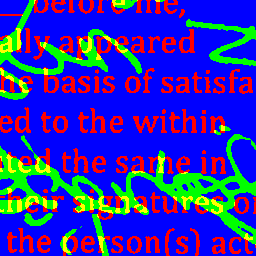 before me,
ally appeared
he basis of satisfa
ed to the within
ted the same in
heir signatures o
the person(s) act